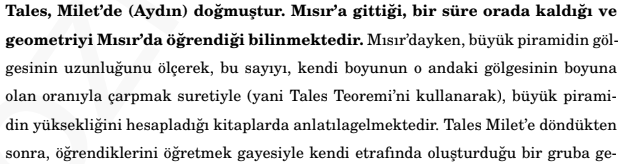 Tales, Milet’de (Aydın) doğmuştur. Mısır’a gittiği, bir süre orada kaldığı ve
geometriyi Mısır’da öğrendiği bilinmektedir. Mısır’dayken, büyük piramidin göl-
gesinin uzunluğunu ölçerek, bu sayıyı, kendi boyunun o andaki gölgesinin boyuna
olan oranıyla çarpmak suretiyle (yani Tales Teoremi’ni kullanarak), büyük pirami-
din yüksekliğini hesapladığı kitaplarda anlatılagelmektedir. Tales Milet’e döndükten
sonra, öğrendiklerini öğretmek gayesiyle kendi etrafında oluşturduğu bir gruba ge-